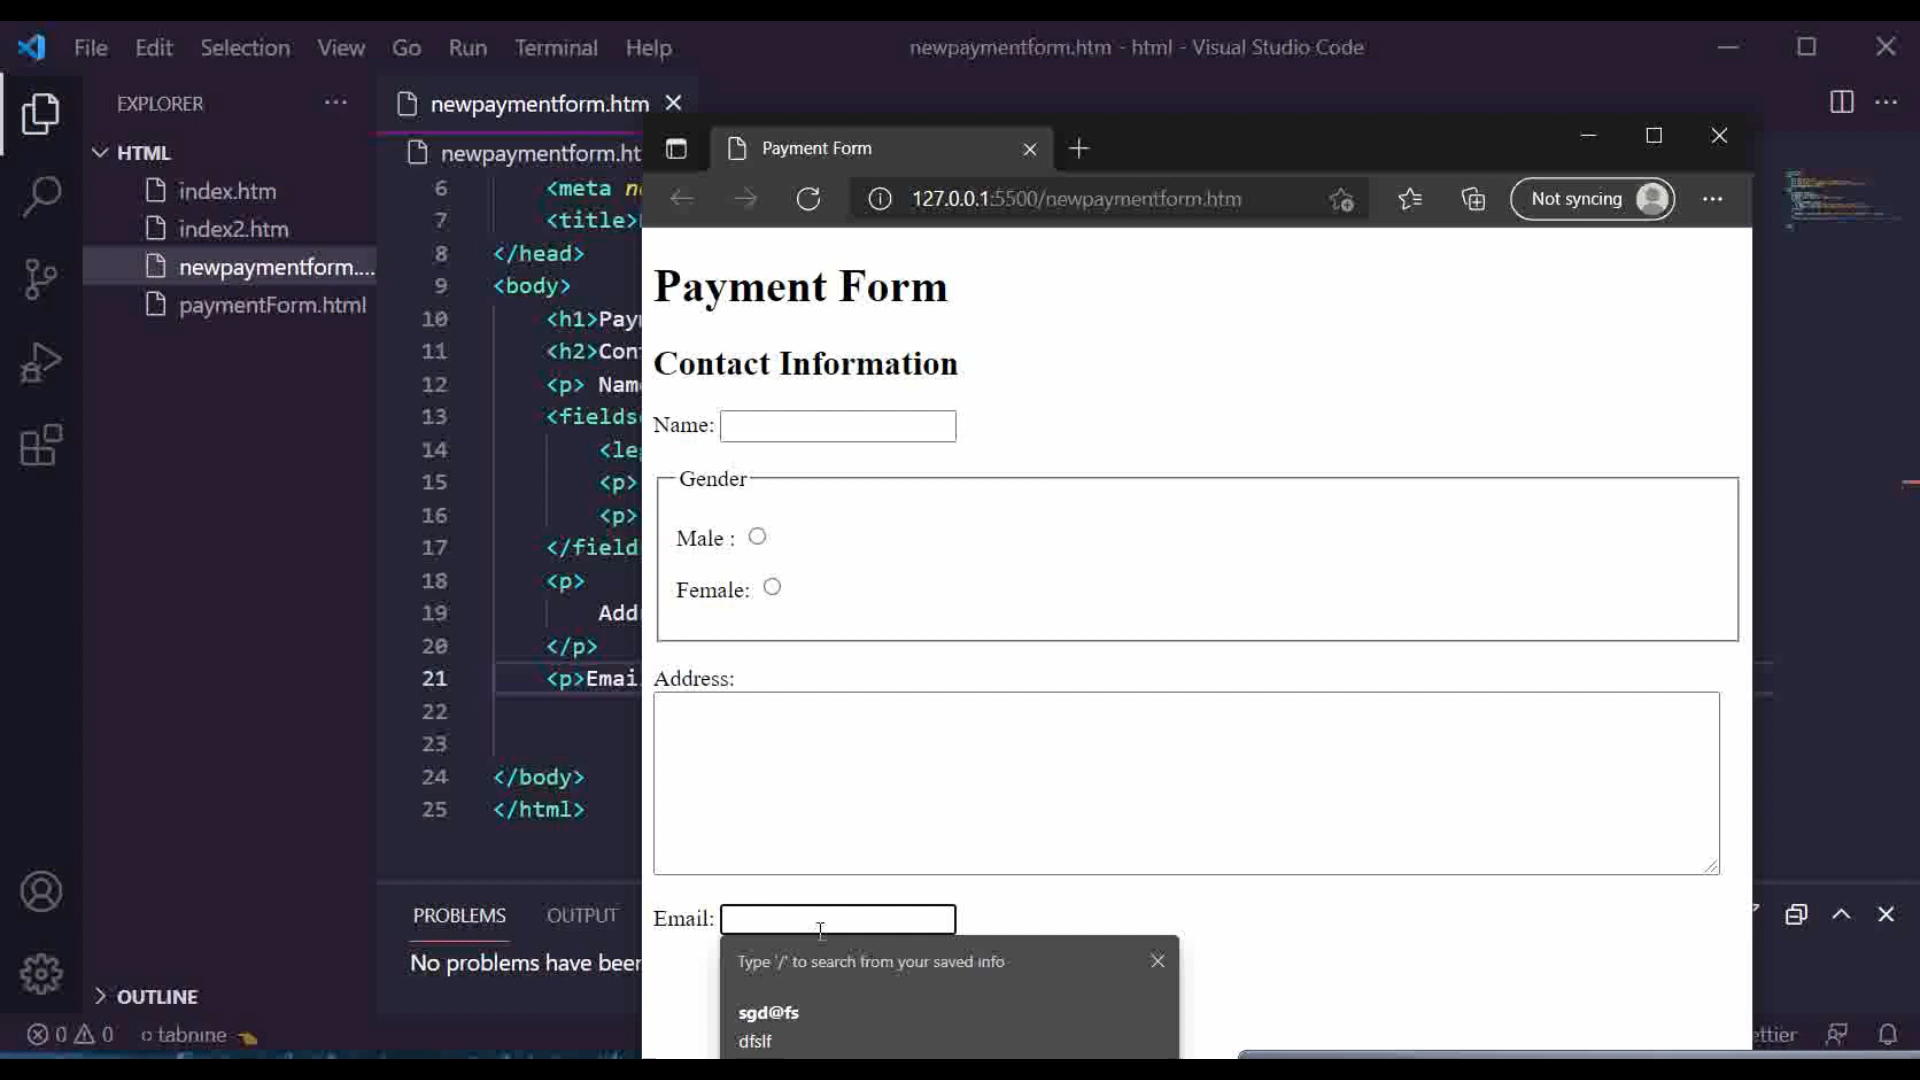 File Edit Selection View Go Run Terminal Help
newpaymentform.htm - html - Visual Studio Code
EXPLORER
HTML
index.htm
index2.htm
newpaymentform....
paymentForm.html
OUTLINE
0 0 tabnine
newpaymentform.htm
newpaymentform.ht
6 <meta n
7 <title>
8 </head>
9 <body>
10 <h1>Pay
11 <h2>Con
12 <p> Nam
13 <fields
14 <le
15 <p>
16 <p>
17 </field
18 <p>
19 Add
20 </p>
21 <p>Emai
22
23
24 </body>
25 </html>
PROBLEMS OUTPUT
No problems have bee
Payment Form
127.0.0.1:5500/newpaymentform.htm
Not syncing
Payment Form
Contact Information
Name:
Gender
Male :
Female:
Address:
Email:
Type '/' to search from your saved info
sgd@fs
dfslf
ettier